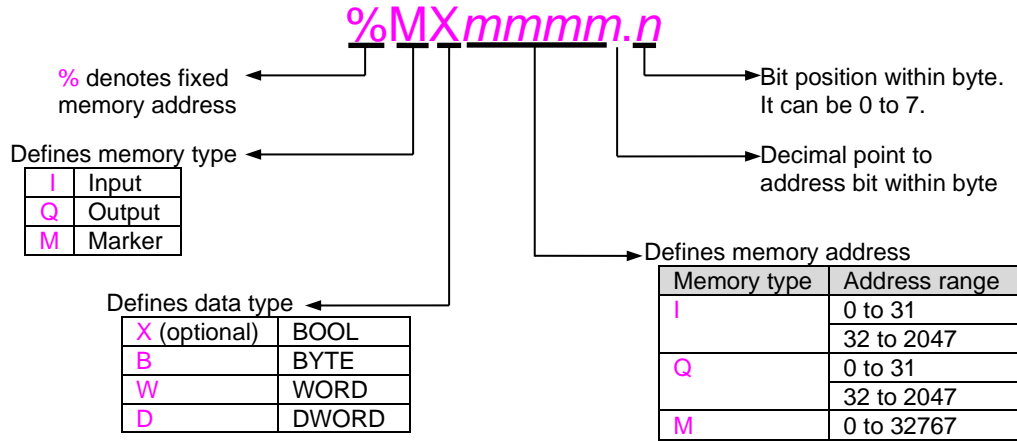 %MXmmmm.n
% denotes fixed
memory address
Bit position within byte.
It can be 0 to 7.
Defines memory type
I Input
Q Output
M Marker
Decimal point to
address bit within byte
Defines memory address
Memory type Address range
I 0 to 31
32 to 2047
Q 0 to 31
32 to 2047
M 0 to 32767
Defines data type
X (optional) BOOL
B BYTE
W WORD
D DWORD